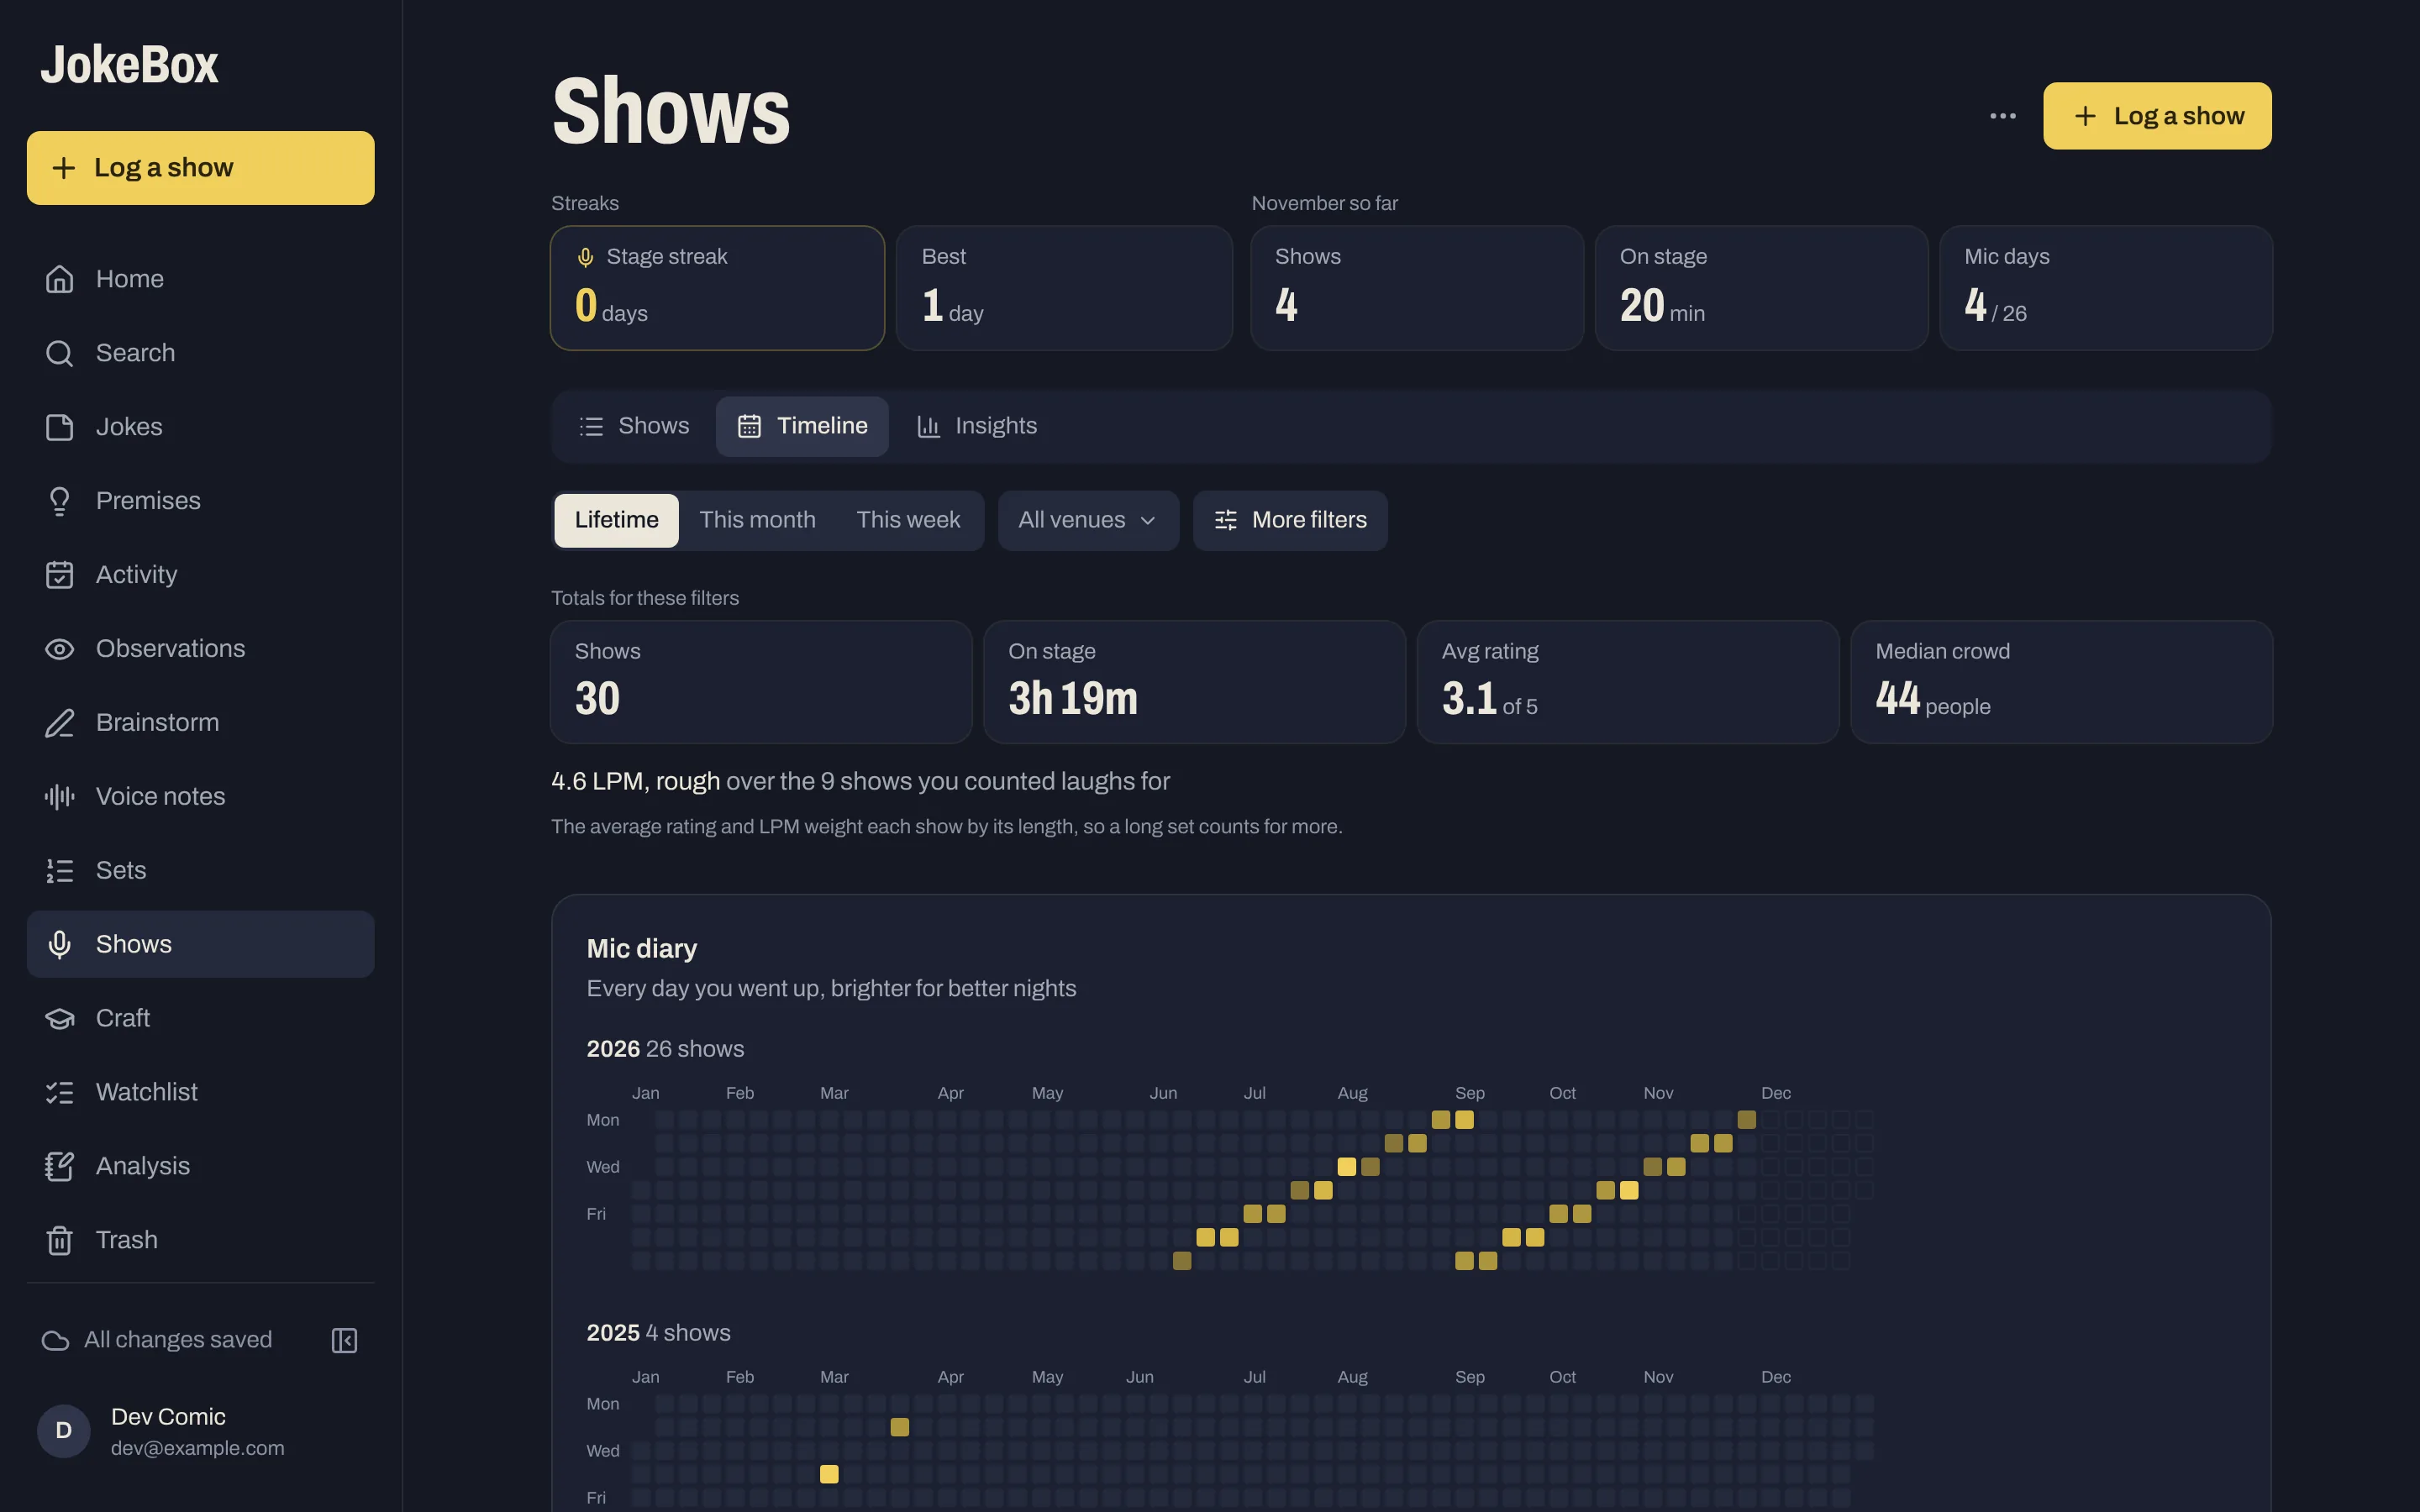 JokeBox
Log a show
Home
Search
Jokes
Premises
Activity
Observations
Brainstorm
Voice notes
Sets
Shows
Craft
Watchlist
Analysis
Trash
All changes saved
D
Dev Comic
dev@example.com
Shows
Log a show
Streaks
Stage streak
0 days
Best
1 day
November so far
Shows
4
On stage
20 min
Mic days
4 / 26
Shows
Timeline
Insights
Lifetime
This month
This week
All venues
More filters
Totals for these filters
Shows
30
On stage
3h 19m
Avg rating
3.1 of 5
Median crowd
44 people
4.6 LPM, rough over the 9 shows you counted laughs for
The average rating and LPM weight each show by its length, so a long set counts for more.
Mic diary
Every day you went up, brighter for better nights
2026 26 shows
Jan Feb Mar Apr May Jun Jul Aug Sep Oct Nov Dec
Mon
Wed
Fri
2025 4 shows
Jan Feb Mar Apr May Jun Jul Aug Sep Oct Nov Dec
Mon
Wed
Fri